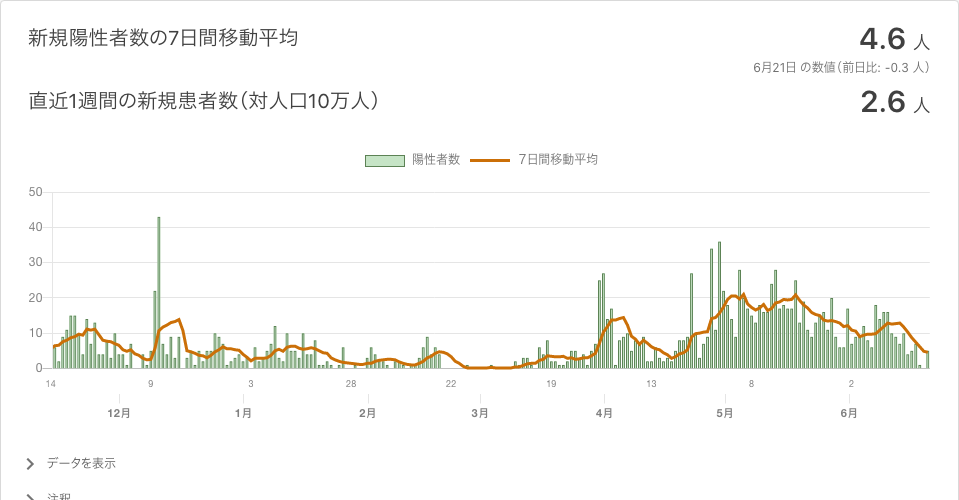 新規陽性者数の7日間移動平均
4.6 人
6月21日 の数値（前日比: -0.3 人）
直近1週間の新規患者数（対人口10万人）
2.6 人
陽性者数 7日間移動平均
50
40
30
20
10
0
14 9 3 28 22 19 13 8 2
12月 1月 2月 3月 4月 5月 6月
データを表示
注釈